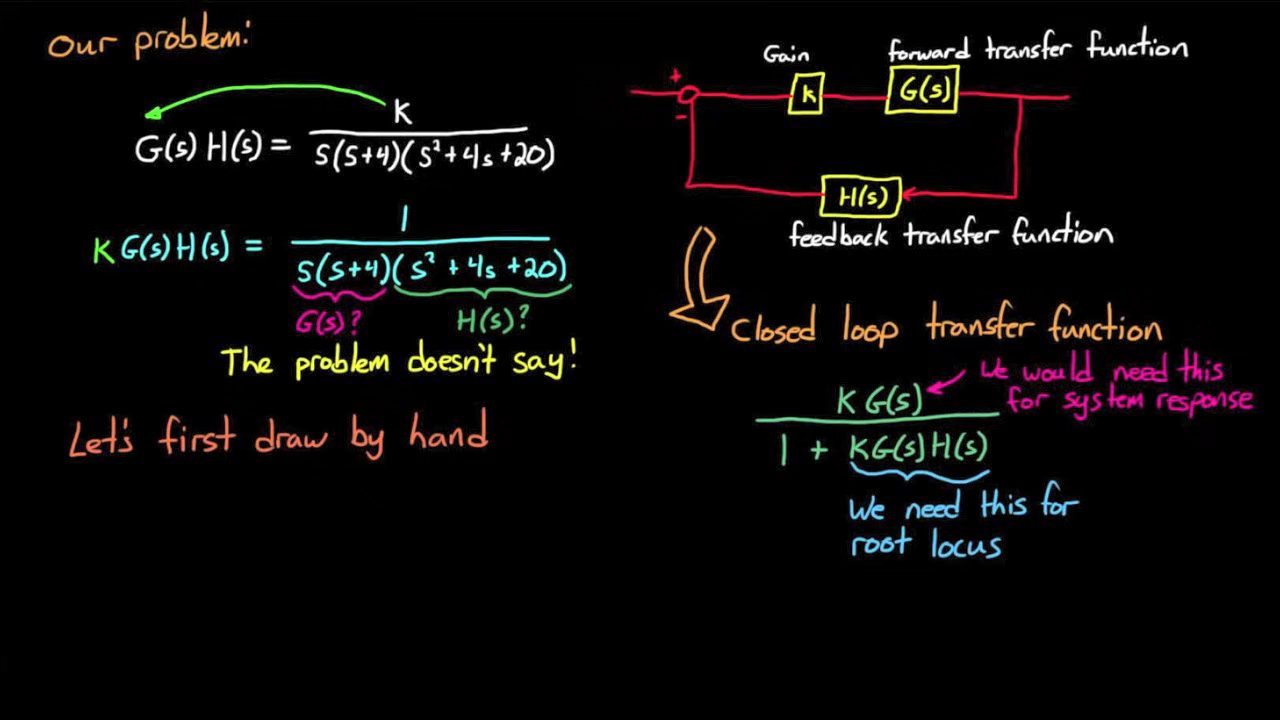 Our problem:
G(s) H(s) = K / s(s+4)(s² + 4s + 20)
K G(s) H(s) = 1 / s(s+4)(s² + 4s + 20)
G(s)? H(s)?
The problem doesn't say!
Let's first draw by hand
Gain forward transfer function
+ K G(s)
-
H(s)
feedback transfer function
Closed loop transfer function
K G(s) / 1 + K G(s) H(s)
We would need this
for system response
We need this for
root locus